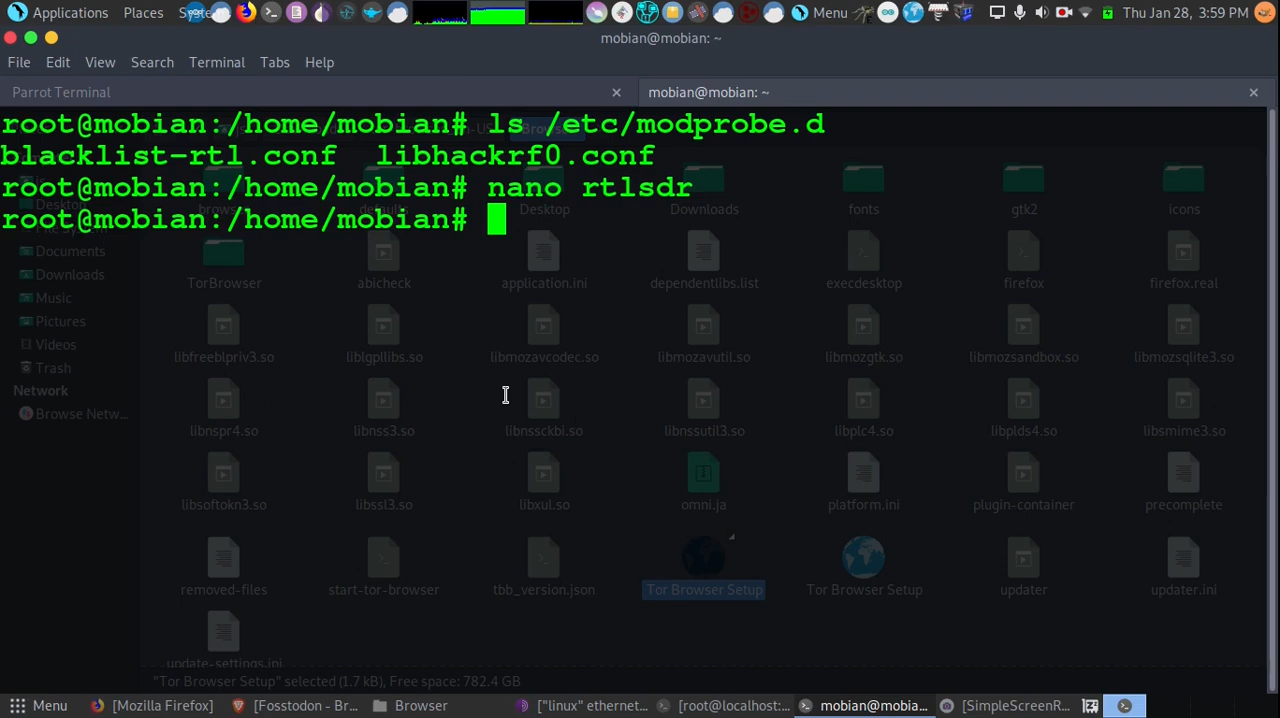 Applications Places System Menu Thu Jan 28, 3:59 PM
mobian@mobian: ~
File Edit View Search Terminal Tabs Help
Parrot Terminal × mobian@mobian: ~ ×
root@mobian:/home/mobian# ls /etc/modprobe.d
blacklist-rtl.conf libhackrf0.conf
root@mobian:/home/mobian# nano rtlsdr
root@mobian:/home/mobian#
Desktop Downloads fonts gtk2 icons
Documents
Downloads
Music
Pictures
Videos
Trash
Network
Browse Netw...
TorBrowser abicheck application.ini dependentlibs.list execdesktop firefox firefox.real
libfreeblpriv3.so liblgpllibs.so libmozavcodec.so libmozavutil.so libmozgtk.so libmozsandbox.so libmozsqlite3.so
libnspr4.so libnss3.so libnssckbi.so libnssutil3.so libplc4.so libplds4.so libsmime3.so
libsoftokn3.so libssl3.so libxul.so omni.ja platform.ini plugin-container precomplete
removed-files start-tor-browser tbb_version.json Tor Browser Setup Tor Browser Setup updater updater.ini
update-settings.ini
"Tor Browser Setup" selected (1.7 kB), Free space: 782.4 GB
Menu [Mozilla Firefox] [Fosstodon - Br... Browser ["linux" ethernet... [root@localhost:... mobian@mobia... [SimpleScreenR...